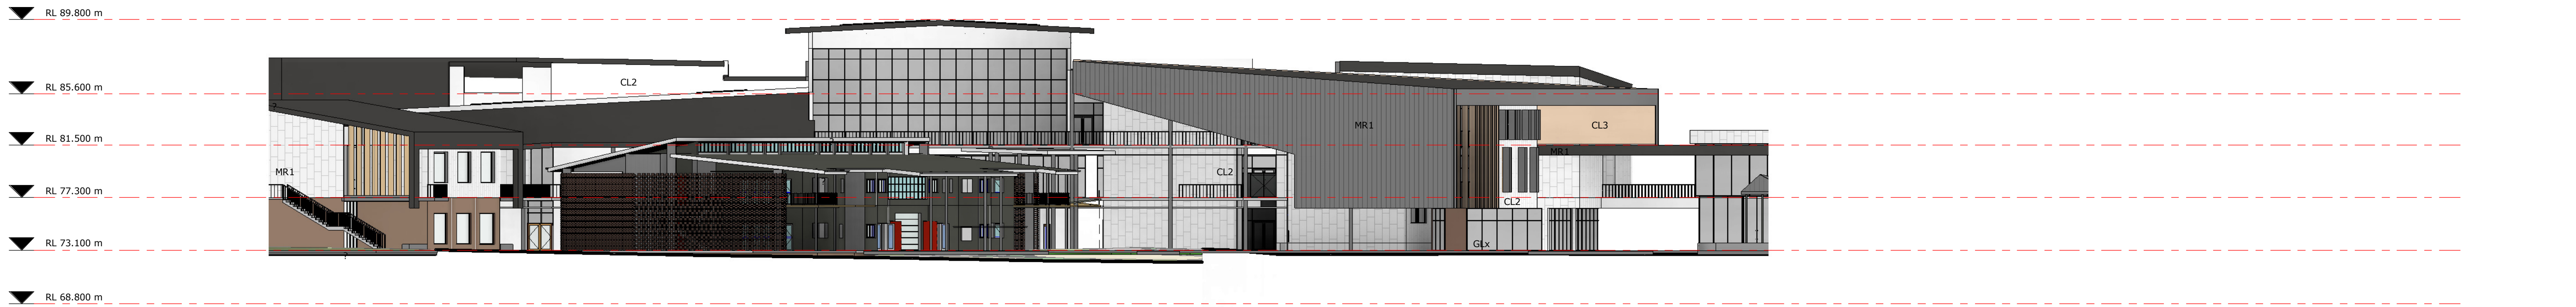 RL 89.800 m
CL2
RL 85.600 m
?
MR1
CL3
RL 81.500 m
MR1
MR1
CL2
RL 77.300 m
CL2
RL 73.100 m
GLx
?
RL 68.800 m